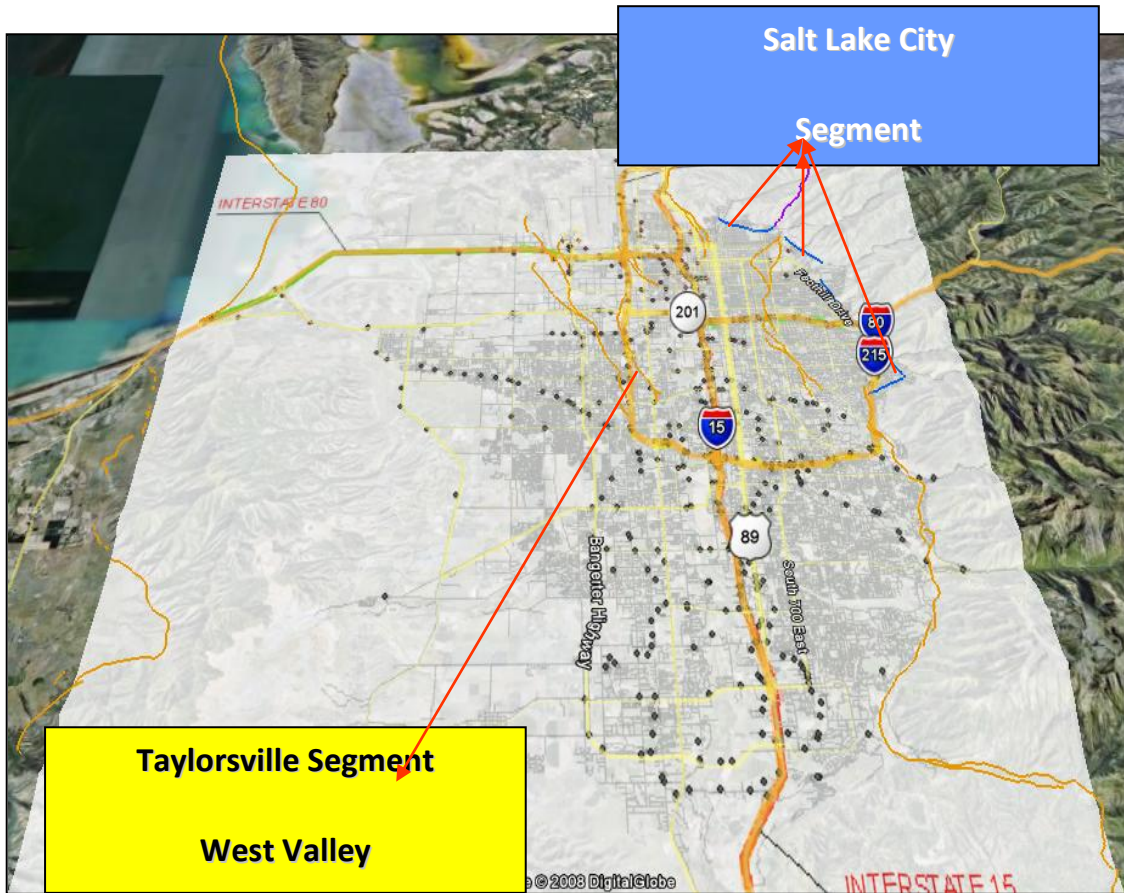 Salt Lake City
Segment
INTERSTATE 80
Foothill Drive
201
80
215
15
89
Bangerter Highway
South 700 East
Taylorsville Segment
West Valley
e © 2008 DigitalGlobe
INTERSTATE 15